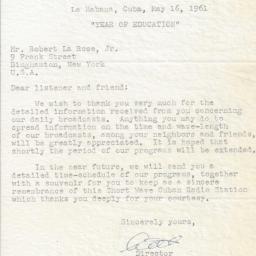 La Habana, Cuba, May 16, 1961
"YEAR OF EDUCATION"
Mr. Robert La Rose, Jr.
9 Frank Street
Binghamton, New York
U.S.A.
Dear listener and friend:
We wish to thank you very much for the
detailed information received from you concerning
our daily broadcasts. Anything you may do to
spread information on the time and wave-length
of our broadcasts, among your neighbors and friends,
will be greatly appreciated. It is hoped that
shortly the period of our programs will be extended.
In the near future, we will send you a
detailed time-schedule of our programs, together
with a souvenir for you to keep as a sincere
remembrance of this Short Wave Cuban Radio Station
which thanks you deeply for your courtesy.
Sincerely yours,
Director